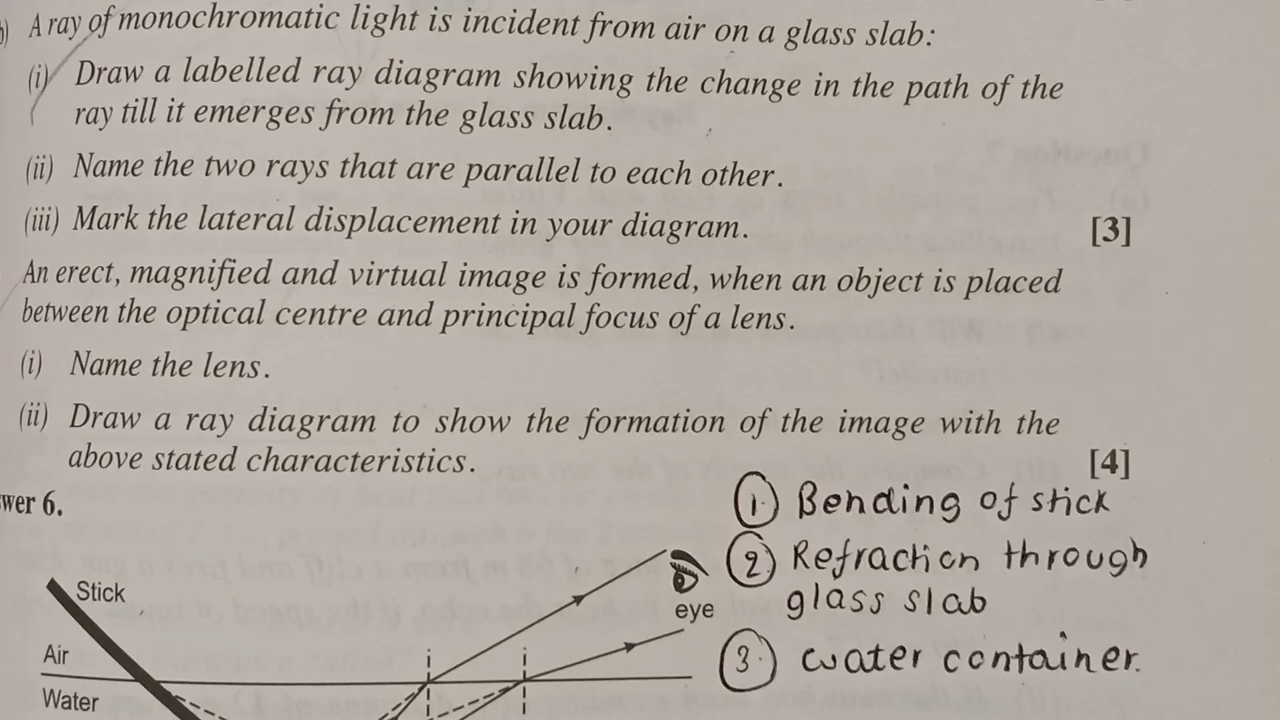 A ray of monochromatic light is incident from air on a glass slab:
(i) Draw a labelled ray diagram showing the change in the path of the
ray till it emerges from the glass slab.
(ii) Name the two rays that are parallel to each other.
(iii) Mark the lateral displacement in your diagram. [3]
An erect, magnified and virtual image is formed, when an object is placed
between the optical centre and principal focus of a lens.
(i) Name the lens.
(ii) Draw a ray diagram to show the formation of the image with the
above stated characteristics. [4]
wer 6.
① Bending of stick
② Refraction through
glass slab
③ water container.
Stick
eye
Air
Water